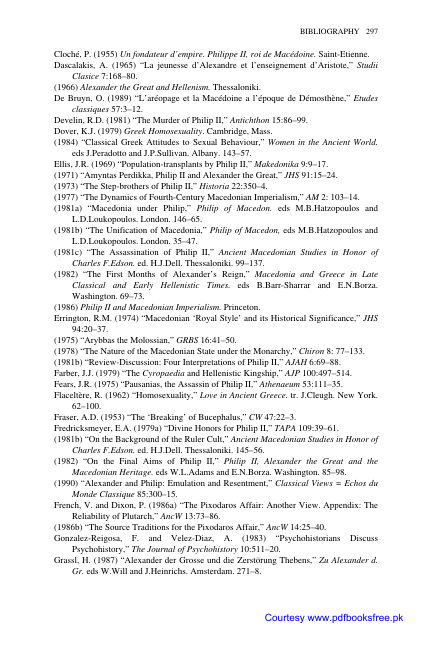 BIBLIOGRAPHY 297
Cloché, P. (1955) Un fondateur d'empire. Philippe II, roi de Macédoine. Saint-Etienne.
Dascalakis, A. (1965) “La jeunesse d'Alexandre et l'enseignement d'Aristote,” Studii
Clasice 7:168–80.
(1966) Alexander the Great and Hellenism. Thessaloniki.
De Bruyn, O. (1989) “L'aréopage et la Macédoine a l'époque de Démosthène,” Etudes
classiques 57:3–12.
Develin, R.D. (1981) “The Murder of Philip II,” Antichthon 15:86–99.
Dover, K.J. (1979) Greek Homosexuality. Cambridge, Mass.
(1984) “Classical Greek Attitudes to Sexual Behaviour,” Women in the Ancient World.
eds J.Peradotto and J.P.Sullivan. Albany. 143–57.
Ellis, J.R. (1969) “Population-transplants by Philip II,” Makedonika 9:9–17.
(1971) “Amyntas Perdikka, Philip II and Alexander the Great,” JHS 91:15–24.
(1973) “The Step-brothers of Philip II,” Historia 22:350–4.
(1977) “The Dynamics of Fourth-Century Macedonian Imperialism,” AM 2: 103–14.
(1981a) “Macedonia under Philip,” Philip of Macedon. eds M.B.Hatzopoulos and
L.D.Loukopoulos. London. 146–65.
(1981b) “The Unification of Macedonia,” Philip of Macedon, eds M.B.Hatzopoulos and
L.D.Loukopoulos. London. 35–47.
(1981c) “The Assassination of Philip II,” Ancient Macedonian Studies in Honor of
Charles F.Edson. ed. H.J.Dell. Thessaloniki. 99–137.
(1982) “The First Months of Alexander's Reign,” Macedonia and Greece in Late
Classical and Early Hellenistic Times. eds B.Barr-Sharrar and E.N.Borza.
Washington. 69–73.
(1986) Philip II and Macedonian Imperialism. Princeton.
Errington, R.M. (1974) “Macedonian ‘Royal Style’ and its Historical Significance,” JHS
94:20–37.
(1975) “Arybbas the Molossian,” GRBS 16:41–50.
(1978) “The Nature of the Macedonian State under the Monarchy,” Chiron 8: 77–133.
(1981b) “Review-Discussion: Four Interpretations of Philip II,” AJAH 6:69–88.
Farber, J.J. (1979) “The Cyropaedia and Hellenistic Kingship,” AJP 100:497–514.
Fears, J.R. (1975) “Pausanias, the Assassin of Philip II,” Athenaeum 53:111–35.
Flaceltère, R. (1962) “Homosexuality,” Love in Ancient Greece. tr. J.Cleugh. New York.
62–100.
Fraser, A.D. (1953) “The ‘Breaking’ of Bucephalus,” CW 47:22–3.
Fredricksmeyer, E.A. (1979a) “Divine Honors for Philip II,” TAPA 109:39–61.
(1981b) “On the Background of the Ruler Cult,” Ancient Macedonian Studies in Honor of
Charles F.Edson. ed. H.J.Dell. Thessaloniki. 145–56.
(1982) “On the Final Aims of Philip II,” Philip II, Alexander the Great and the
Macedonian Heritage. eds W.L.Adams and E.N.Borza. Washington. 85–98.
(1990) “Alexander and Philip: Emulation and Resentment,” Classical Views = Echos du
Monde Classique 85:300–15.
French, V. and Dixon, P. (1986a) “The Pixodaros Affair: Another View. Appendix: The
Reliability of Plutarch,” AncW 13:73–86.
(1986b) “The Source Traditions for the Pixodaros Affair,” AncW 14:25–40.
Gonzalez-Reigosa, F. and Velez-Diaz, A. (1983) “Psychohistorians Discuss
Psychohistory,” The Journal of Psychohistory 10:511–20.
Grassl, H. (1987) “Alexander der Grosse und die Zerstörung Thebens,” Zu Alexander d.
Gr. eds W.Will and J.Heinrichs. Amsterdam. 271–8.
Courtesy www.pdfbooksfree.pk